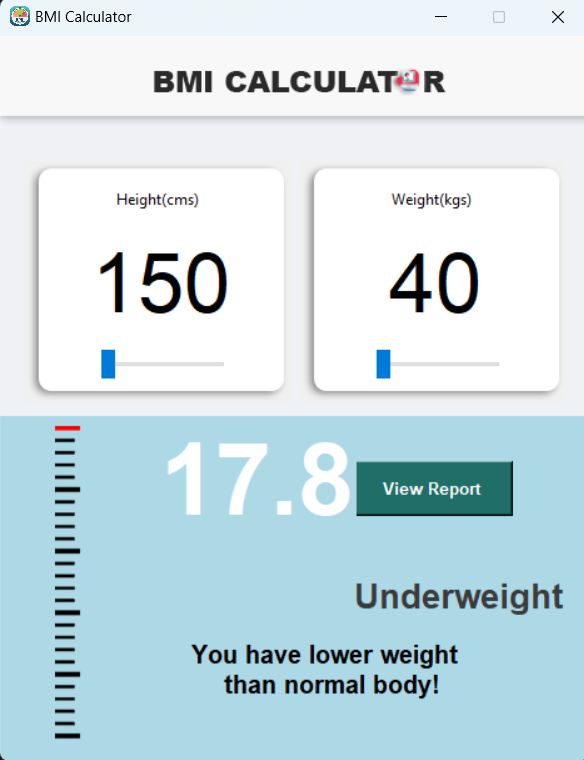 BMI Calculator
BMI CALCULATOR
Height(cms)
150
Weight(kgs)
40
17.8
View Report
Underweight
You have lower weight
than normal body!